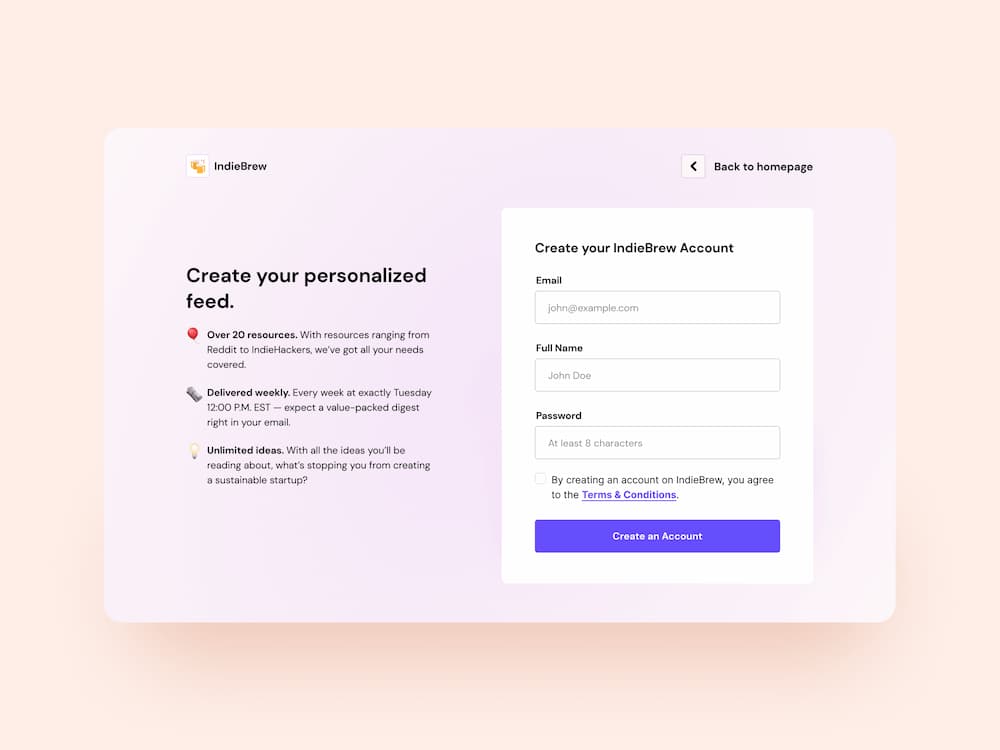 IndieBrew
Back to homepage
Create your personalized
feed.
Over 20 resources. With resources ranging from
Reddit to IndieHackers, we’ve got all your needs
covered.
Delivered weekly. Every week at exactly Tuesday
12:00 P.M. EST — expect a value-packed digest
right in your email.
Unlimited ideas. With all the ideas you’ll be
reading about, what’s stopping you from creating
a sustainable startup?
Create your IndieBrew Account
Email
john@example.com
Full Name
John Doe
Password
At least 8 characters
By creating an account on IndieBrew, you agree
to the Terms & Conditions.
Create an Account